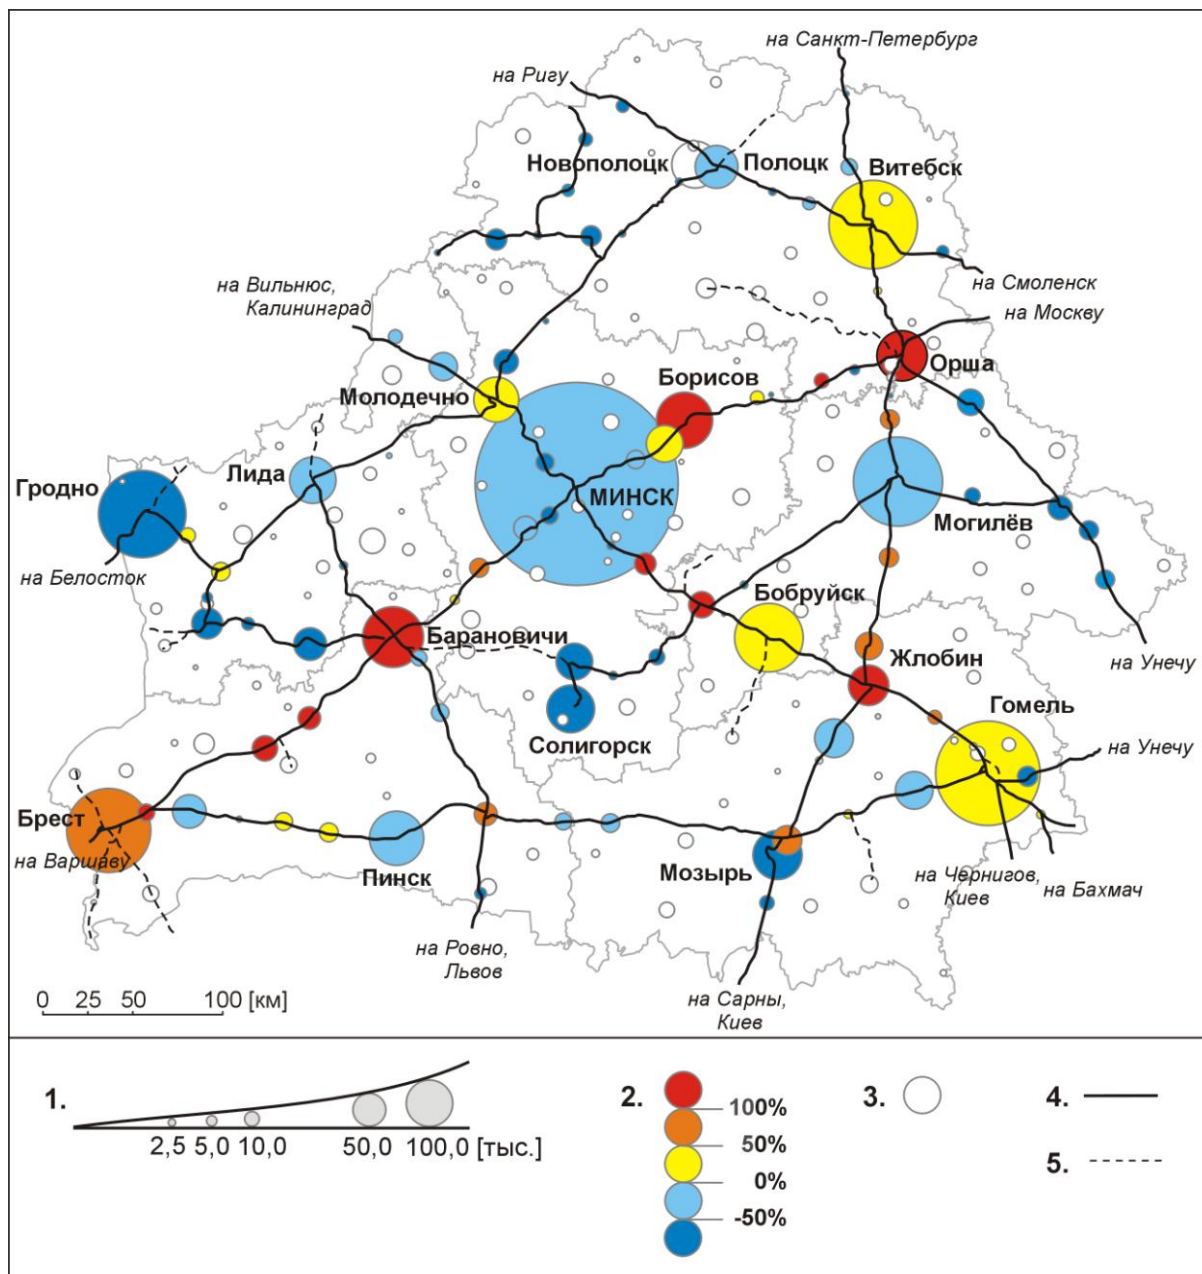 на Санкт-Петербург
на Ригу
Новополоцк
Полоцк
Витебск
на Вильнюс,
Калининград
на Смоленск
на Москву
Орша
Борисов
Молодечно
Гродно
Лида
МИНСК
Могилёв
на Белосток
Бобруйск
Барановичи
Жлобин
на Унечу
Гомель
Солигорск
на Унечу
Брест
на Варшаву
Пинск
Мозырь
на Чернигов,
Киев
на Бахмач
на Ровно,
Львов
на Сарны,
Киев
0 25 50 100 [км]
1.
2,5 5,0 10,0 50,0 100,0 [тыс.]
2.
100%
50%
0%
-50%
3.
4.
5.